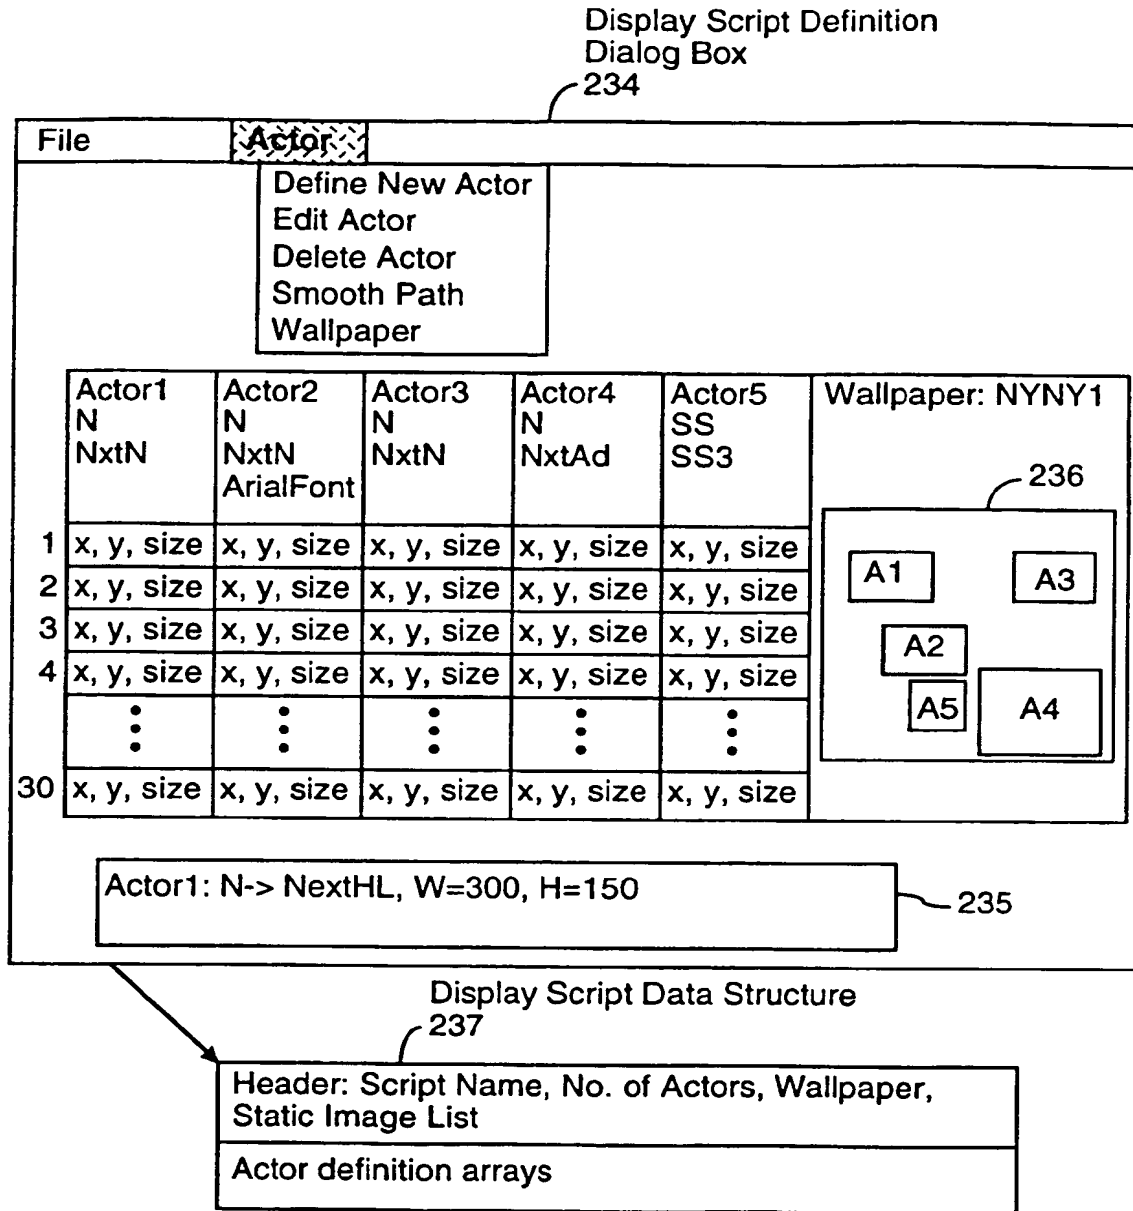 Display Script Definition
Dialog Box
234
File Actor
Define New Actor
Edit Actor
Delete Actor
Smooth Path
Wallpaper
Actor1 Actor2 Actor3 Actor4 Actor5 Wallpaper: NYNY1
N N N N SS
NxtN NxtN NxtN NxtAd SS3
ArialFont
236
1 x, y, size x, y, size x, y, size x, y, size x, y, size
2 x, y, size x, y, size x, y, size x, y, size x, y, size
3 x, y, size x, y, size x, y, size x, y, size x, y, size
4 x, y, size x, y, size x, y, size x, y, size x, y, size
30 x, y, size x, y, size x, y, size x, y, size x, y, size
A1 A3
A2
A5 A4
Actor1: N-> NextHL, W=300, H=150
235
Display Script Data Structure
237
Header: Script Name, No. of Actors, Wallpaper,
Static Image List
Actor definition arrays